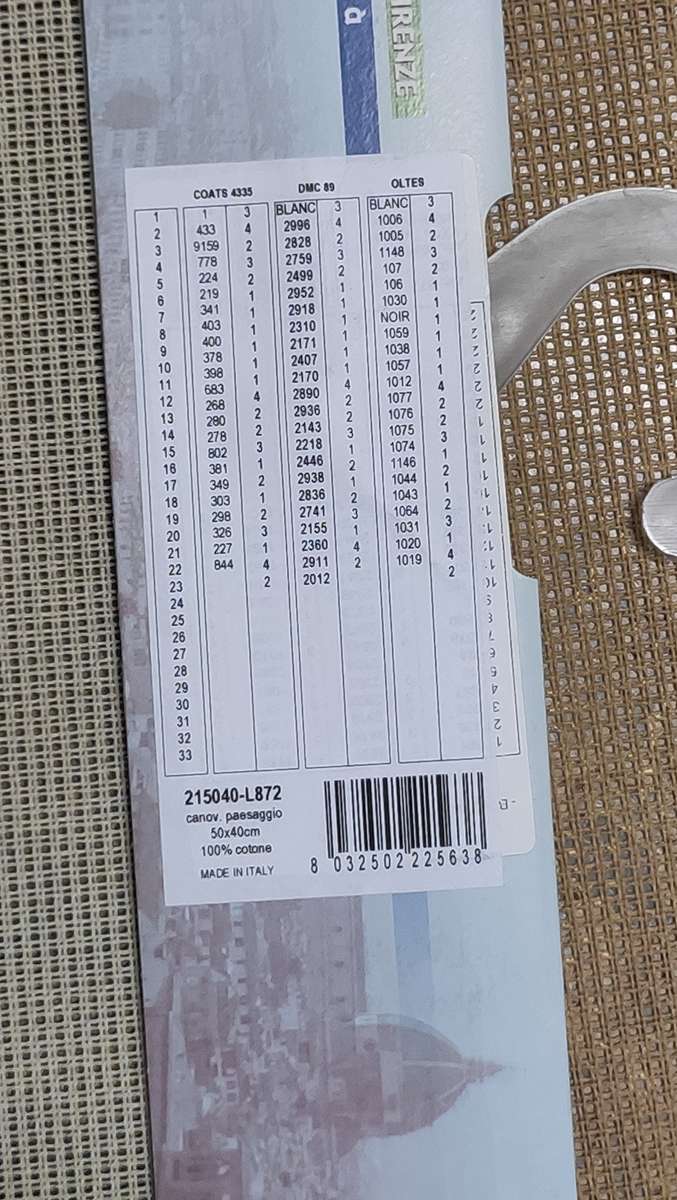 IRENZE
à
COATS 4335 DMC 89 OLTES
1 1 3 BLANC 3 BLANC 3
2 433 4 2996 4 1006 4
3 9159 2 2828 2 1005 2
4 778 3 2759 3 1148 3
5 224 2 2499 2 107 2
6 219 1 2952 1 106 1
7 341 1 2918 1 1030 1
8 403 1 2310 1 NOIR 1
9 400 1 2171 1 1059 1
10 378 1 2407 1 1038 1
11 398 1 2170 1 1057 1
12 683 4 2890 4 1012 4
13 268 2 2936 2 1077 2
14 280 2 2143 2 1076 2
15 278 3 2218 3 1075 3
16 802 1 2446 1 1074 1
17 381 2 2938 2 1146 2
18 349 1 2836 1 1044 1
19 303 2 2741 2 1043 2
20 298 3 2155 3 1064 3
21 326 1 2360 1 1031 1
22 227 4 2911 4 1020 4
23 844 2 2012 2 1019 2
24
25
26
27
28
29
30
31
32
33
215040-L872
canov. paesaggio
50x40cm
100% cotone
MADE IN ITALY
8 032502 225638